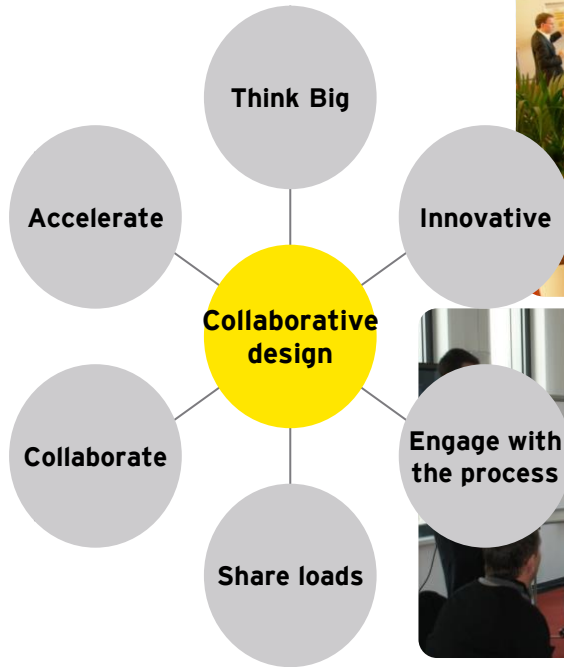 Think Big
Accelerate
Innovative
Collaborative
design
Collaborate
Engage with
the process
Share loads